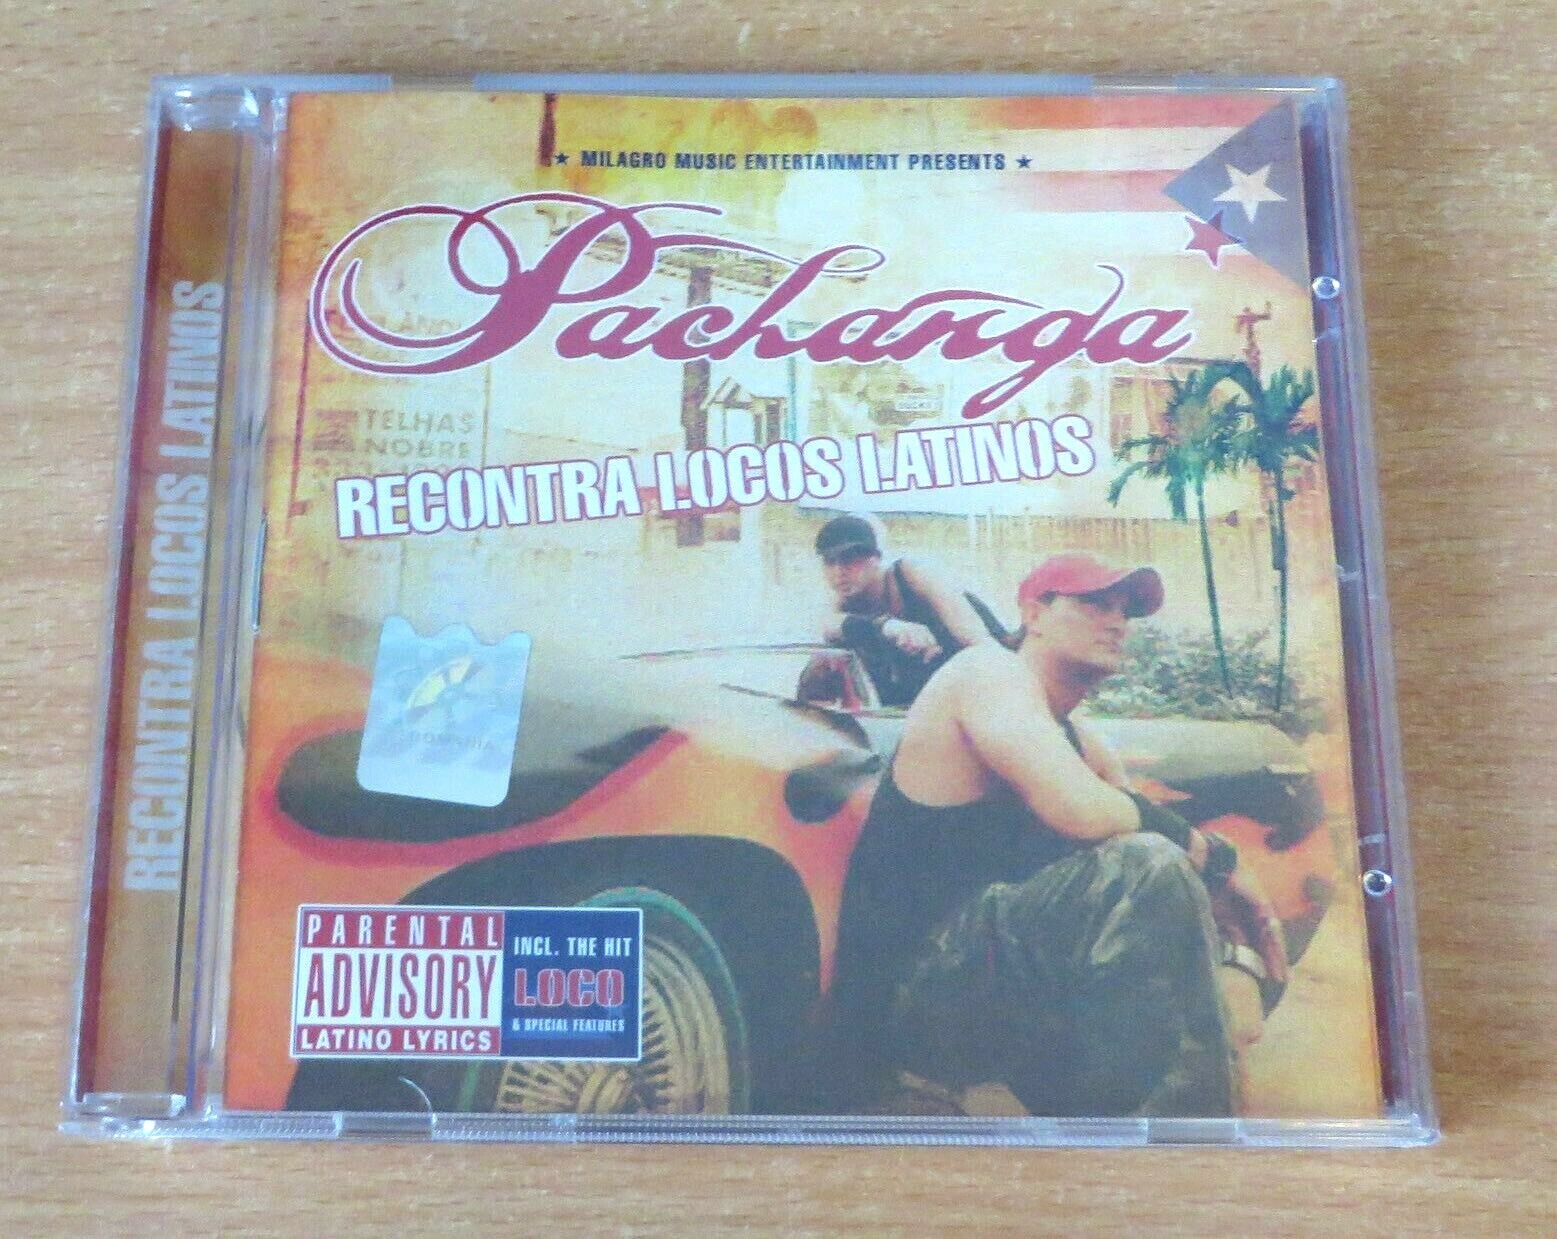 ★ MILAGRO MUSIC ENTERTAINMENT PRESENTS ★
Pachanga
RECONTRA LOCOS LATINOS
TELHAS
NOBRE
RECONTRA LOCOS LATINOS
ROMANIA
PARENTAL
ADVISORY
LATINO LYRICS
INCL. THE HIT
LOCO
& SPECIAL FEATURES